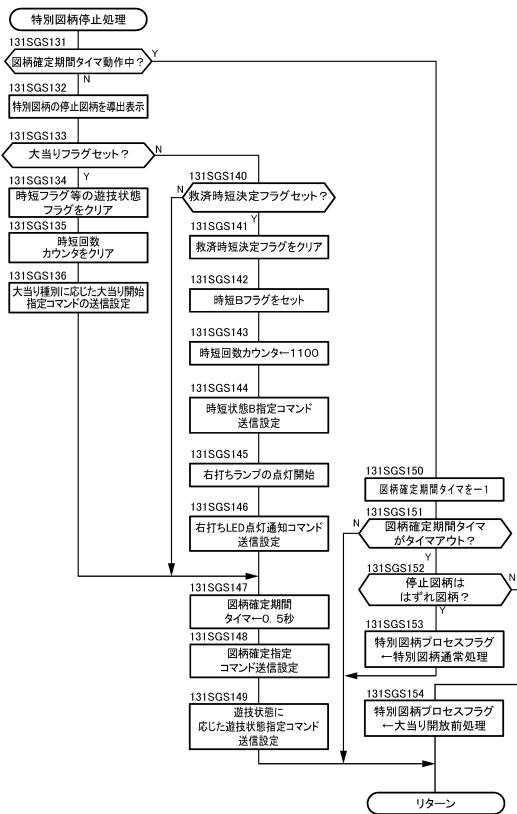 特別図柄停止処理
131SGS131
図柄確定期間タイマ動作中？
Y
N
131SGS132
特別図柄の停止図柄を導出表示
131SGS133
大当りフラグセット？
N
Y
131SGS134
時短フラグ等の遊技状態
フラグをクリア
131SGS135
時短回数
カウンタをクリア
131SGS136
大当り種別に応じた大当り開始
指定コマンドの送信設定
131SGS140
N
救済時短決定フラグセット？
Y
131SGS141
救済時短決定フラグをクリア
131SGS142
時短Bフラグをセット
131SGS143
時短回数カウンタ←1100
131SGS144
時短状態B指定コマンド
送信設定
131SGS145
右打ちランプの点灯開始
131SGS146
右打ちLED点灯通知コマンド
送信設定
131SGS147
図柄確定期間
タイマ←0.5秒
131SGS148
図柄確定指定
コマンド送信設定
131SGS149
遊技状態に
応じた遊技状態指定コマンド
送信設定
131SGS150
図柄確定期間タイマを−1
131SGS151
N
図柄確定期間タイマ
がタイムアウト？
Y
131SGS152
停止図柄は
はずれ図柄？
N
Y
131SGS153
特別図柄プロセスフラグ
←特別図柄通常処理
131SGS154
特別図柄プロセスフラグ
←大当り開放前処理
リターン